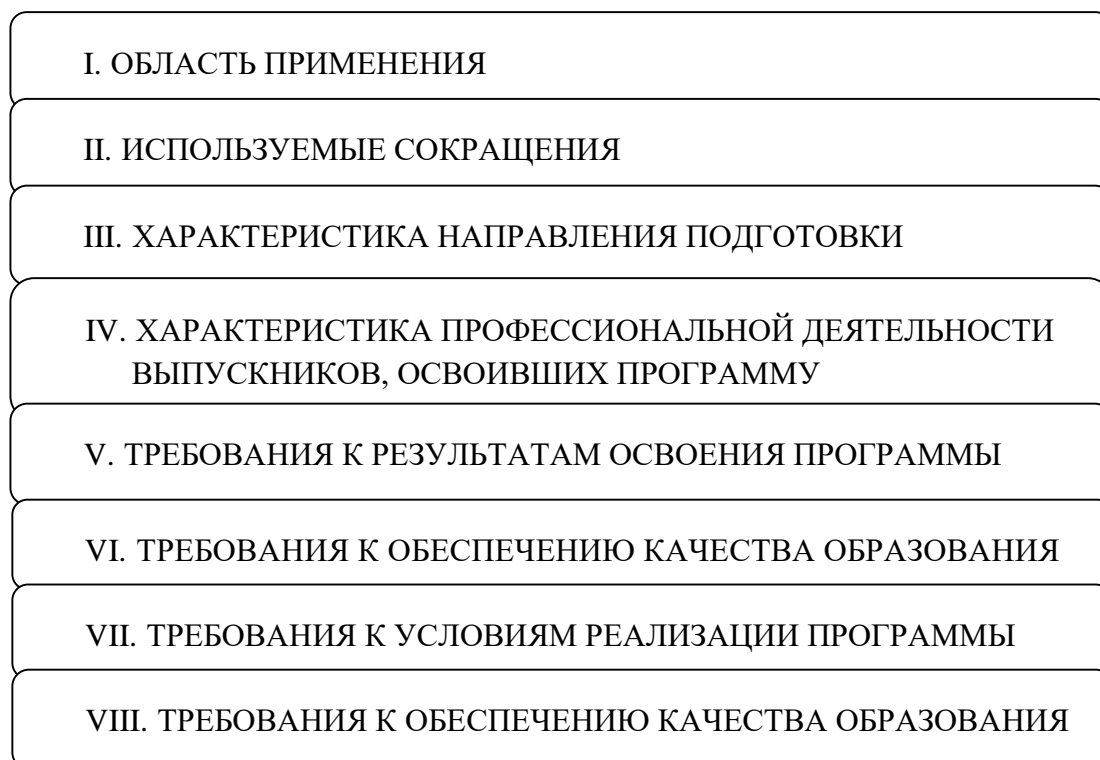 I. ОБЛАСТЬ ПРИМЕНЕНИЯ
II. ИСПОЛЬЗУЕМЫЕ СОКРАЩЕНИЯ
III. ХАРАКТЕРИСТИКА НАПРАВЛЕНИЯ ПОДГОТОВКИ
IV. ХАРАКТЕРИСТИКА ПРОФЕССИОНАЛЬНОЙ ДЕЯТЕЛЬНОСТИ
ВЫПУСКНИКОВ, ОСВОИВШИХ ПРОГРАММУ
V. ТРЕБОВАНИЯ К РЕЗУЛЬТАТАМ ОСВОЕНИЯ ПРОГРАММЫ
VI. ТРЕБОВАНИЯ К ОБЕСПЕЧЕНИЮ КАЧЕСТВА ОБРАЗОВАНИЯ
VII. ТРЕБОВАНИЯ К УСЛОВИЯМ РЕАЛИЗАЦИИ ПРОГРАММЫ
VIII. ТРЕБОВАНИЯ К ОБЕСПЕЧЕНИЮ КАЧЕСТВА ОБРАЗОВАНИЯ